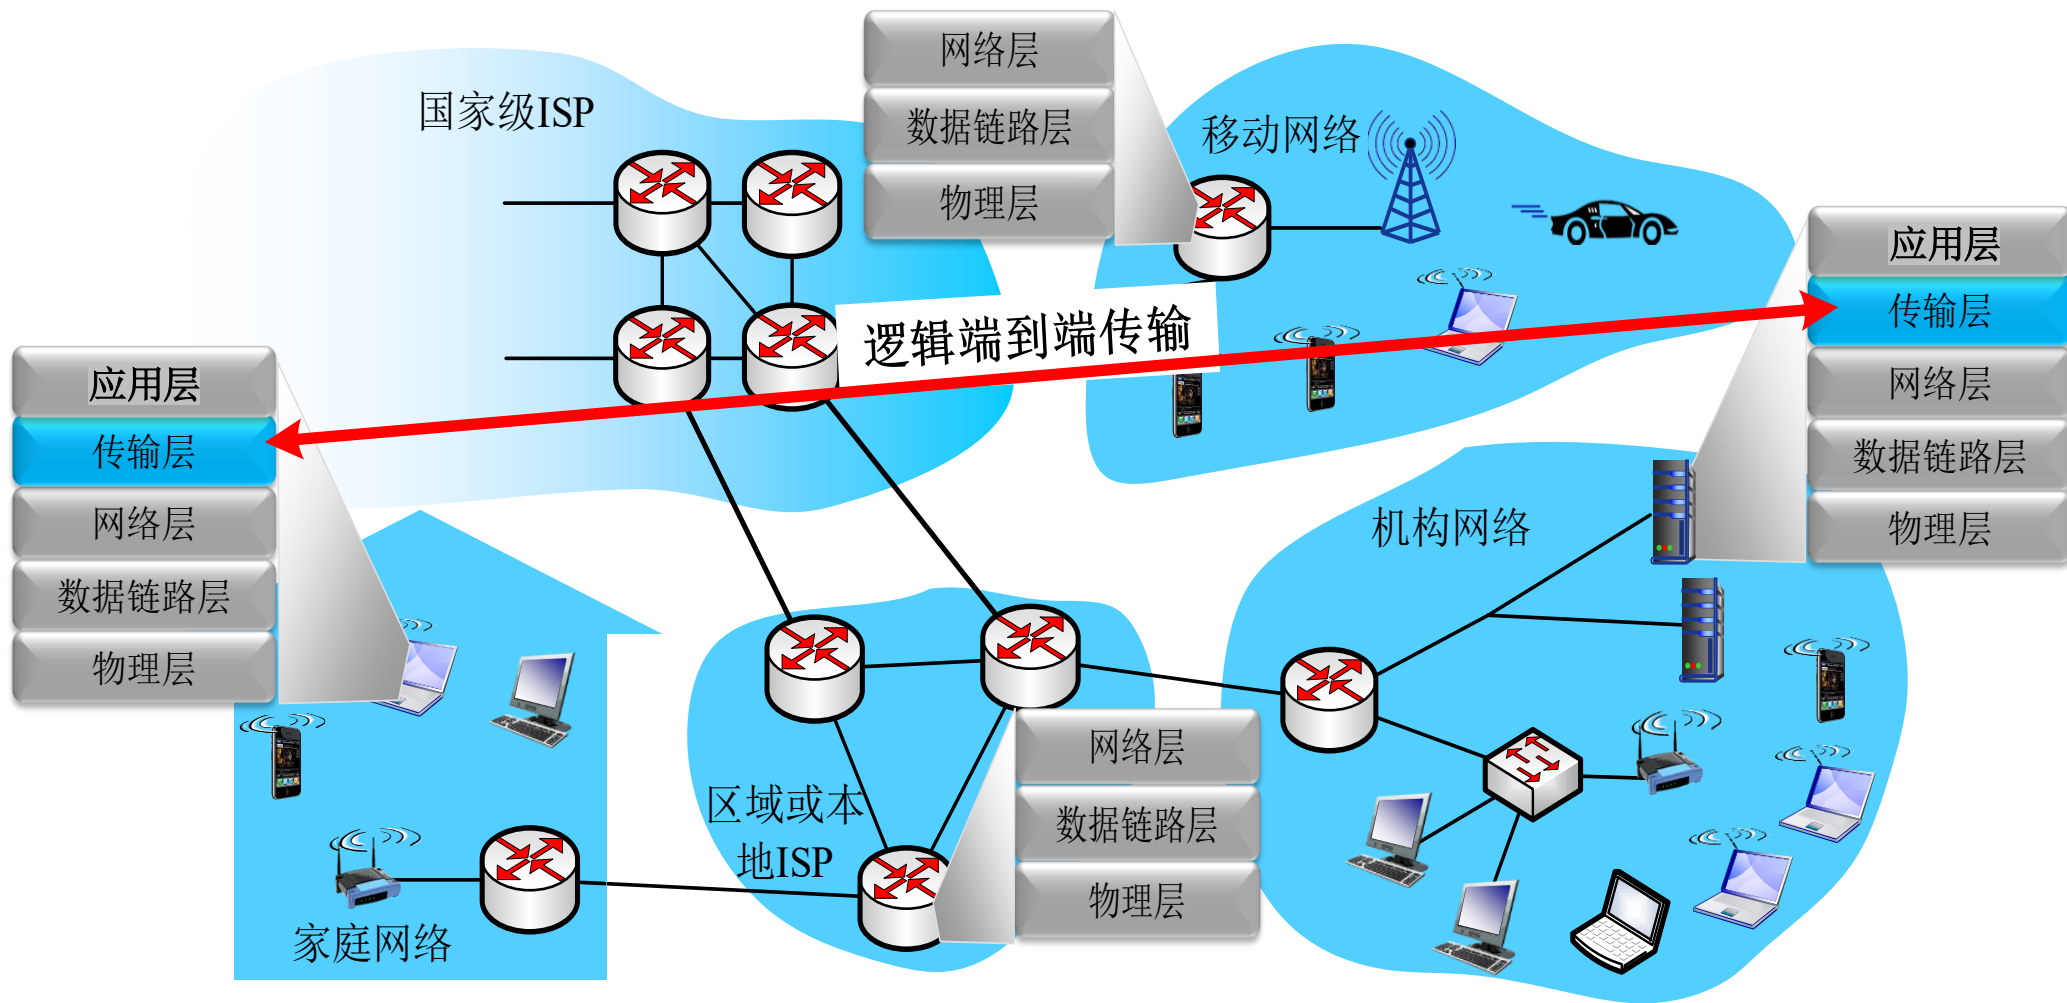 网络层
数据链路层
物理层
国家级ISP
移动网络
应用层
传输层
网络层
数据链路层
物理层
逻辑端到端传输
应用层
传输层
网络层
数据链路层
物理层
机构网络
网络层
数据链路层
物理层
区域或本
地ISP
家庭网络